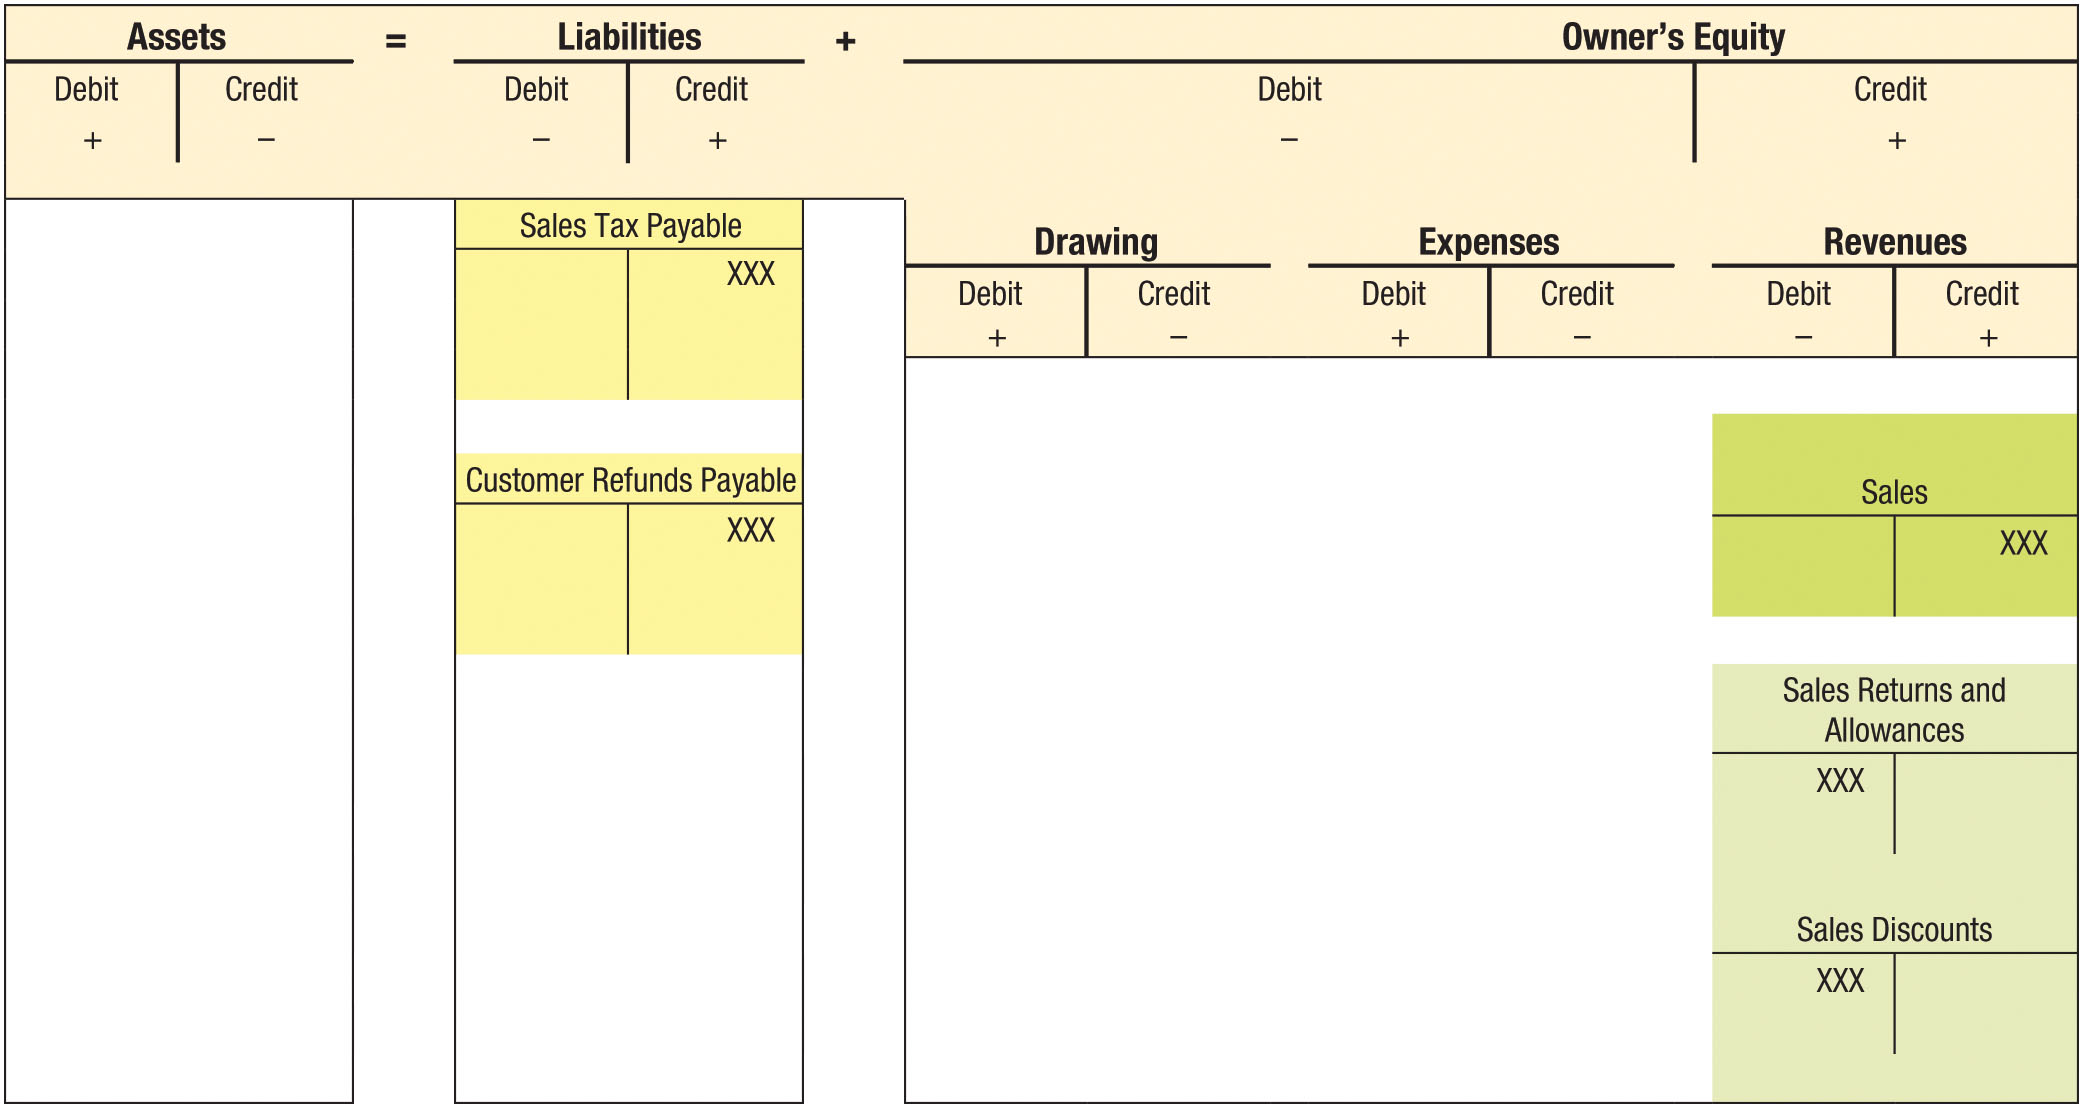 Assets = Liabilities + Owner's Equity
Debit Credit Debit Credit Debit Credit
+ – – + – +
Sales Tax Payable
XXX
Drawing Expenses Revenues
Debit Credit Debit Credit Debit Credit
+ – + – – +
Customer Refunds Payable
XXX
Sales
XXX
Sales Returns and
Allowances
XXX
Sales Discounts
XXX